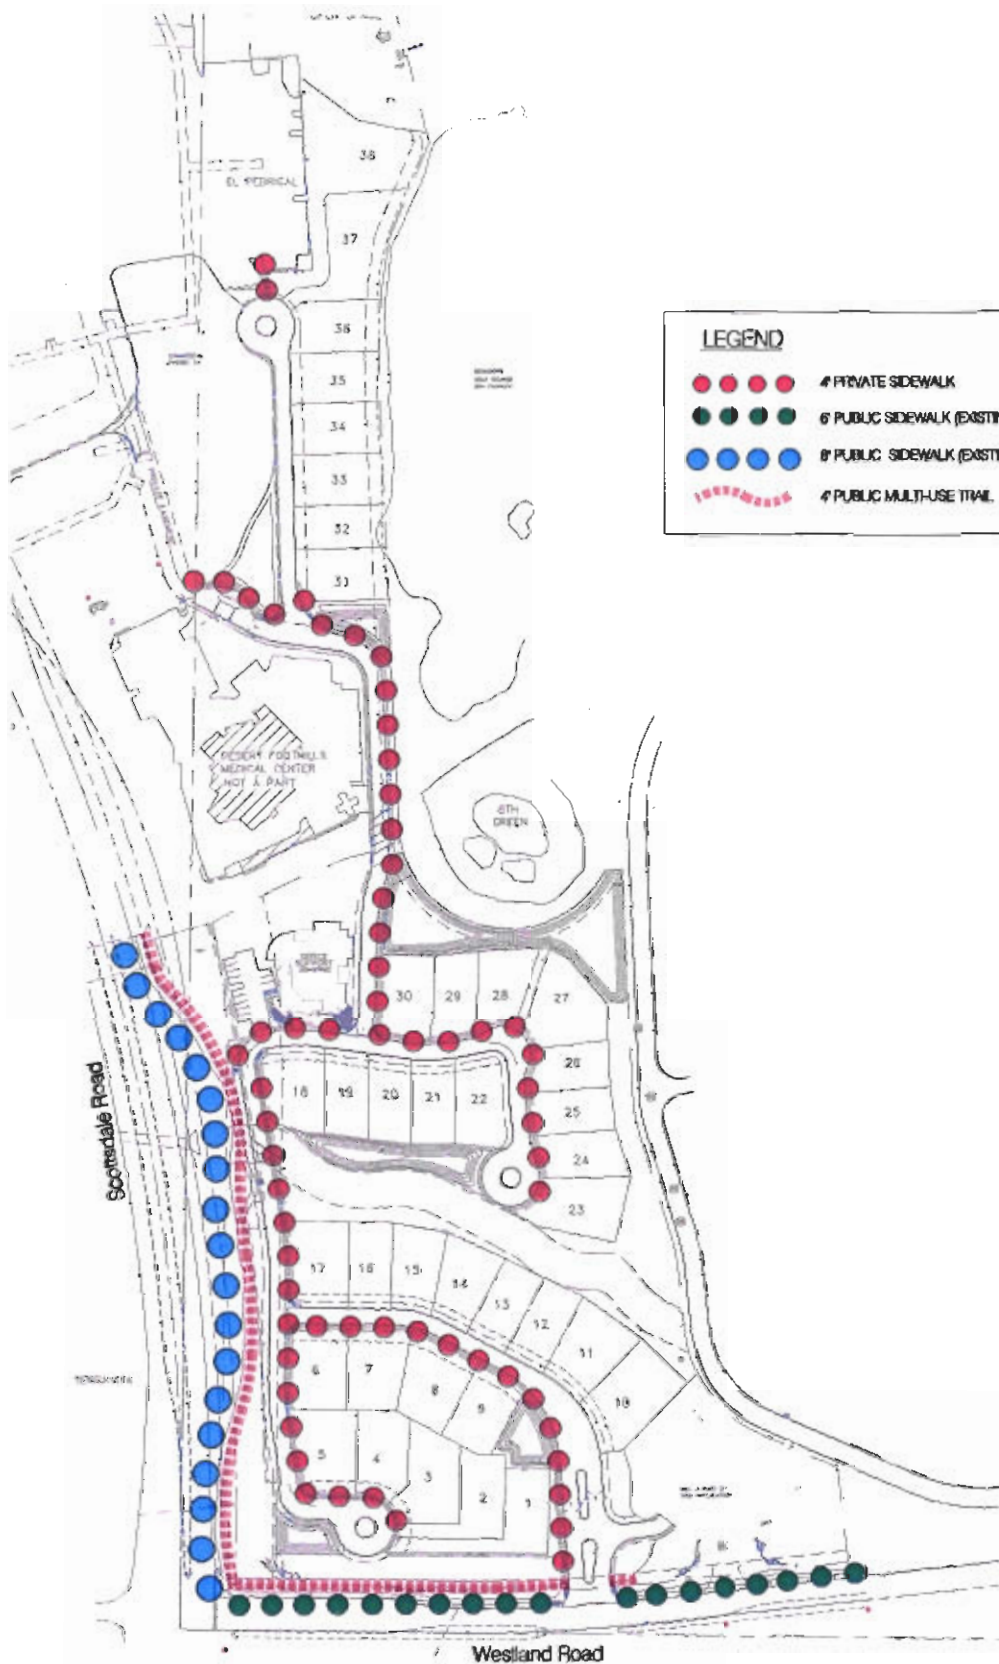 38
EL PEDREGAL
37
36
35
34
33
32
31
LEGEND
4' PRIVATE SIDEWALK
6' PUBLIC SIDEWALK (EXISTIN
8' PUBLIC SIDEWALK (EXISTI
4' PUBLIC MULTI-USE TRAIL
DESERT FOOTHILLS
MEDICAL CENTER
NOT A PART
6TH
GREEN
30
29
28
27
26
25
24
23
18
19
20
21
22
Scottsdale Road
17
16
15
14
13
12
11
10
6
7
8
9
5
4
3
2
1
Westland Road